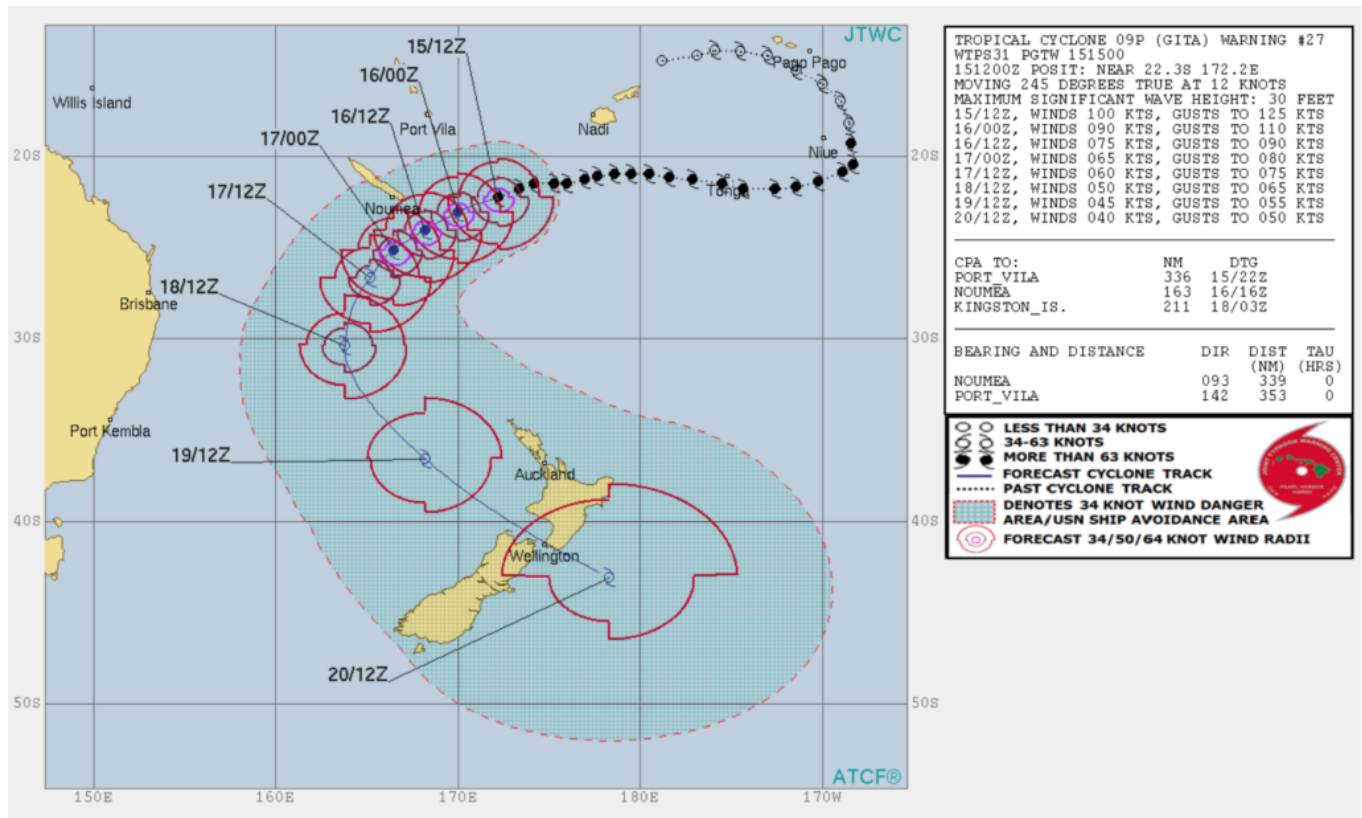 JTWC
15/12Z
16/00Z
16/12Z
17/00Z
17/12Z
18/12Z
19/12Z
20/12Z
Willis Island
Port Vila
Nadi
Pago Pago
Niue
Tonga
Noumea
Brisbane
Port Kembla
Auckland
Wellington
20S
20S
30S
30S
40S
40S
50S
50S
150E
160E
170E
180E
170W
ATCF®
TROPICAL CYCLONE 09P (GITA) WARNING #27
WTPS31 PGTW 151500
151200Z POSIT: NEAR 22.3S 172.2E
MOVING 245 DEGREES TRUE AT 12 KNOTS
MAXIMUM SIGNIFICANT WAVE HEIGHT: 30 FEET
15/12Z, WINDS 100 KTS, GUSTS TO 125 KTS
16/00Z, WINDS 090 KTS, GUSTS TO 110 KTS
16/12Z, WINDS 075 KTS, GUSTS TO 090 KTS
17/00Z, WINDS 065 KTS, GUSTS TO 080 KTS
17/12Z, WINDS 060 KTS, GUSTS TO 075 KTS
18/12Z, WINDS 050 KTS, GUSTS TO 065 KTS
19/12Z, WINDS 045 KTS, GUSTS TO 055 KTS
20/12Z, WINDS 040 KTS, GUSTS TO 050 KTS
CPA TO: NM DTG
PORT_VILA 336 15/22Z
NOUMEA 163 16/16Z
KINGSTON_IS. 211 18/03Z
BEARING AND DISTANCE DIR DIST TAU
(NM) (HRS)
NOUMEA 093 339 0
PORT_VILA 142 353 0
LESS THAN 34 KNOTS
34-63 KNOTS
MORE THAN 63 KNOTS
FORECAST CYCLONE TRACK
PAST CYCLONE TRACK
DENOTES 34 KNOT WIND DANGER
AREA/USN SHIP AVOIDANCE AREA
FORECAST 34/50/64 KNOT WIND RADII
JOINT TYPHOON WARNING CENTER
PEARL HARBOR
HAWAII